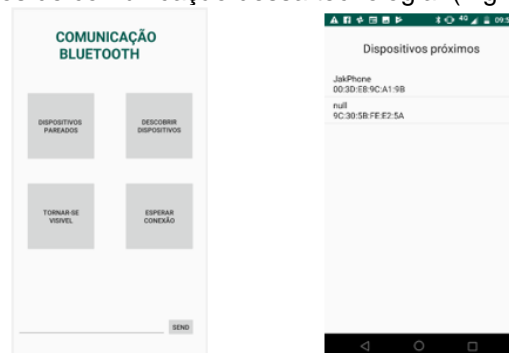 COMUNICAÇÃO
BLUETOOTH
DISPOSITIVOS
PAREADOS
DESCOBRIR
DISPOSITIVOS
TORNAR-SE
VISIVEL
ESPERAR
CONEXÃO
SEND
Dispositivos próximos
JakPhone
00:3D:E8:9C:A1:9B
null
9C:30:5B:FE:E2:5A